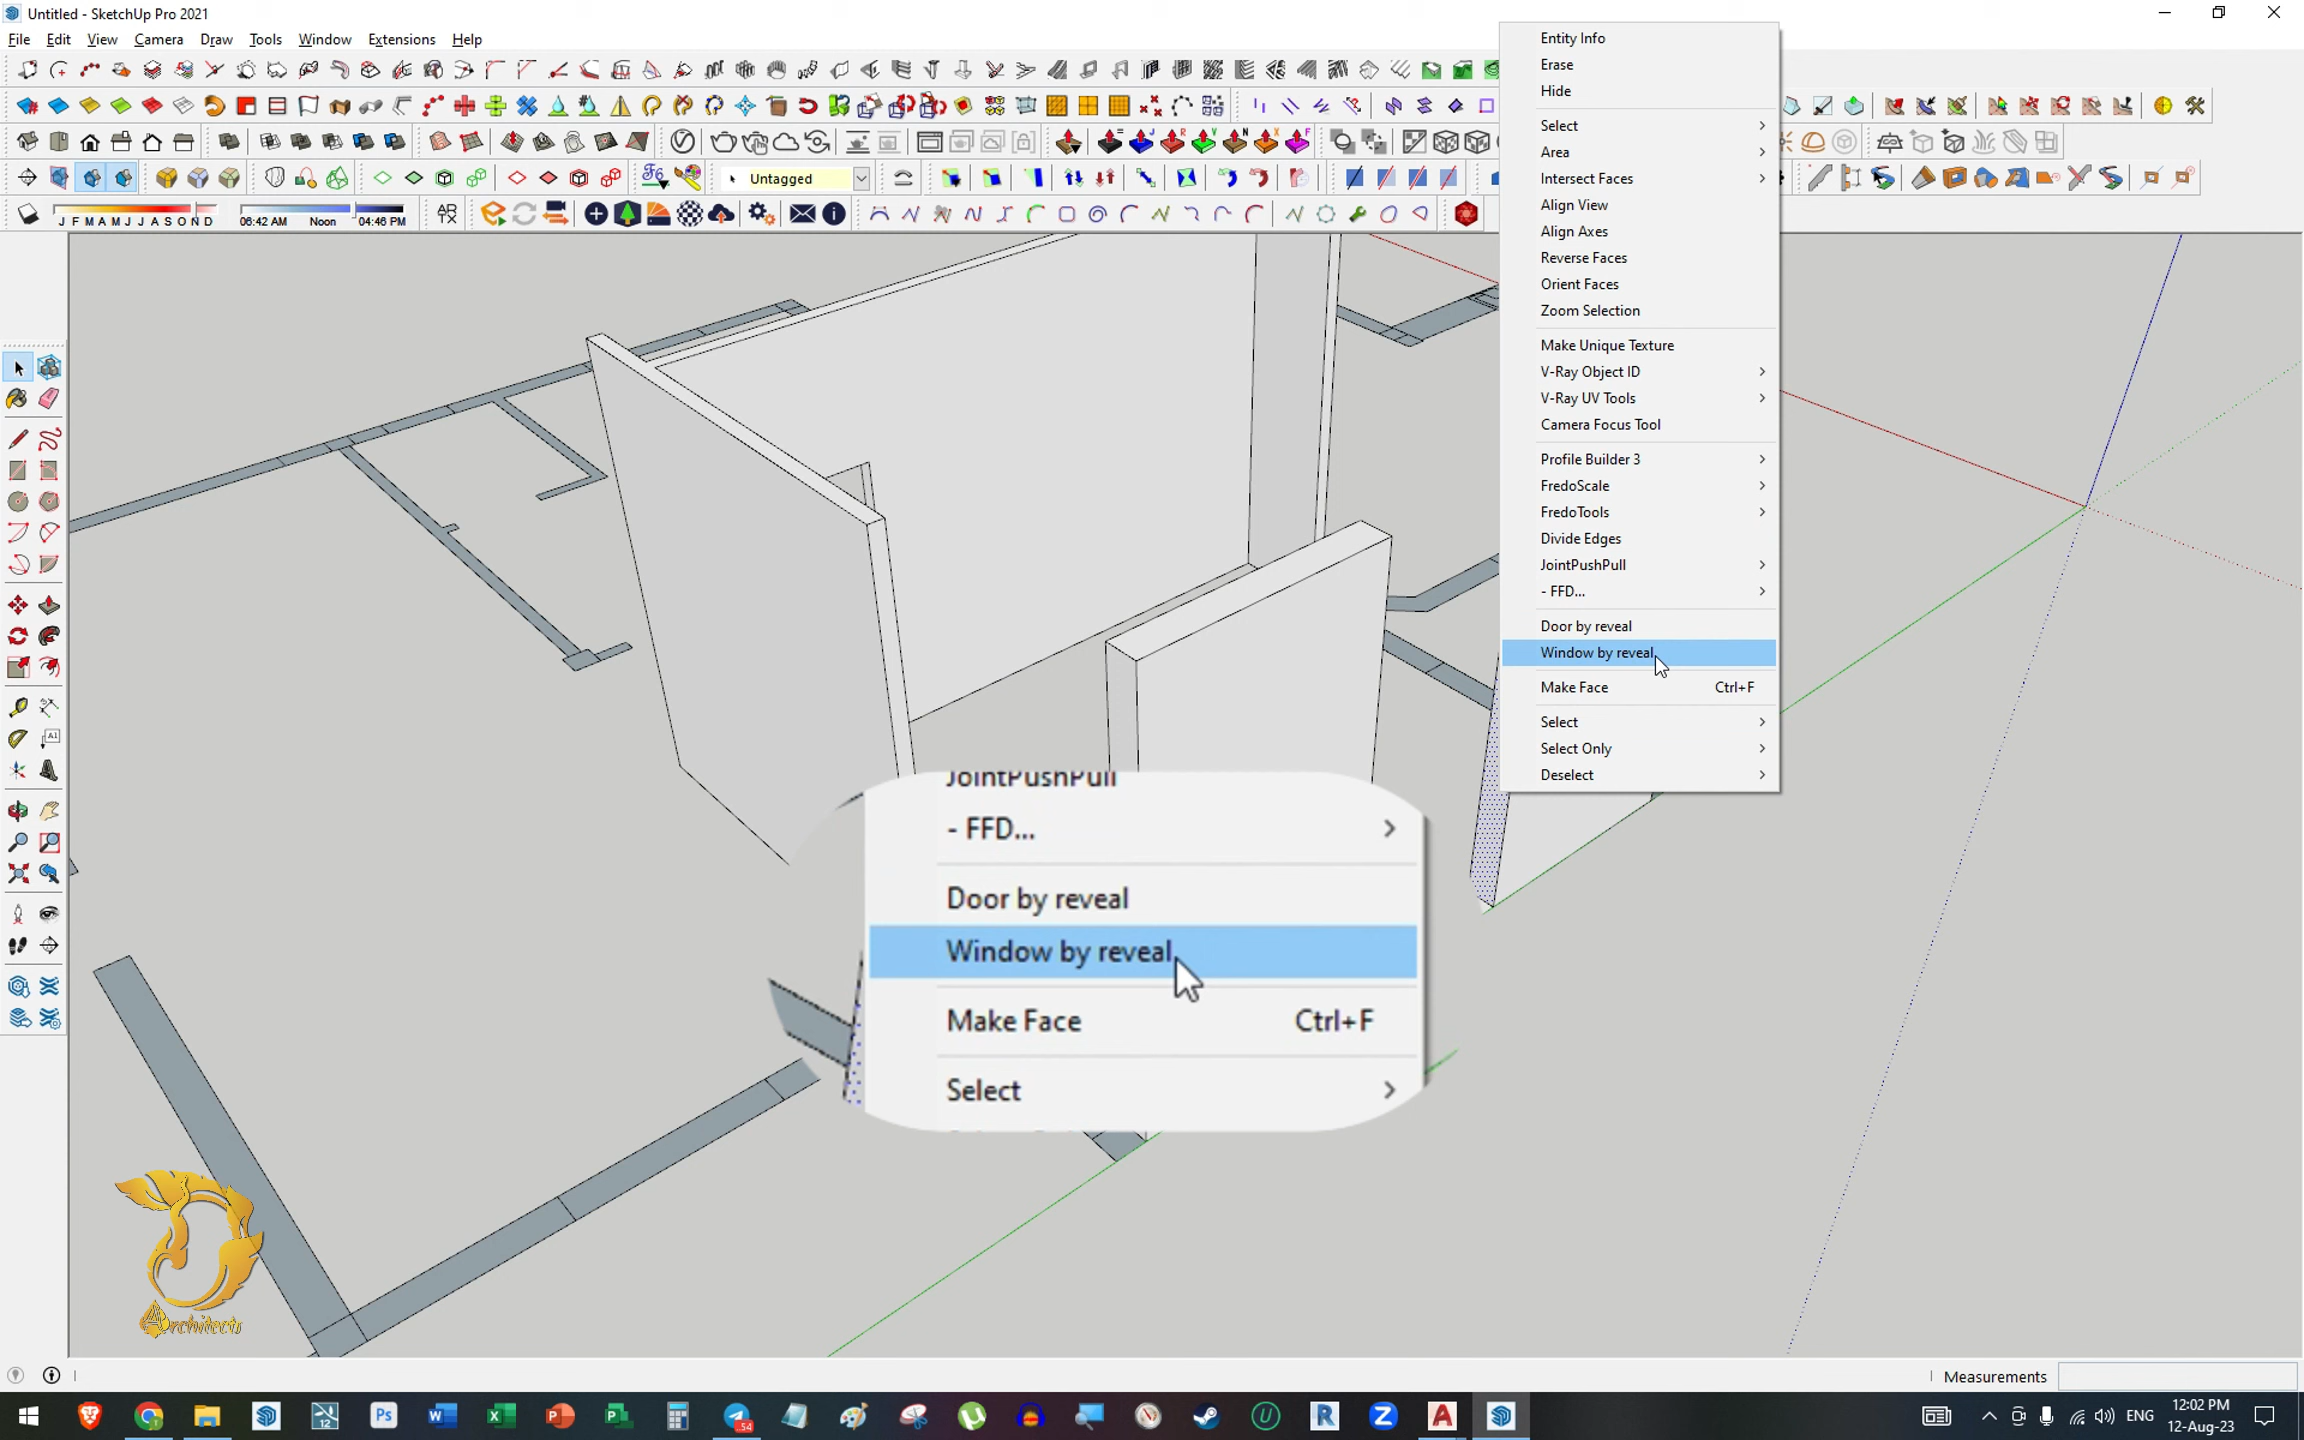 Untitled - SketchUp Pro 2021
File Edit View Camera Draw Tools Window Extensions Help
Untagged
J F M A M J J A S O N D 06:42 AM Noon 04:46 PM
Entity Info
Erase
Hide
Select
Area
Intersect Faces
Align View
Align Axes
Reverse Faces
Orient Faces
Zoom Selection
Make Unique Texture
V-Ray Object ID
V-Ray UV Tools
Camera Focus Tool
Profile Builder 3
FredoScale
FredoTools
Divide Edges
JointPushPull
- FFD...
Door by reveal
Window by reveal
Make Face Ctrl+F
Select
Select Only
Deselect
JointPushPull
- FFD...
Door by reveal
Window by reveal
Make Face Ctrl+F
Select
Architects
Measurements
ENG
12:02 PM
12-Aug-23